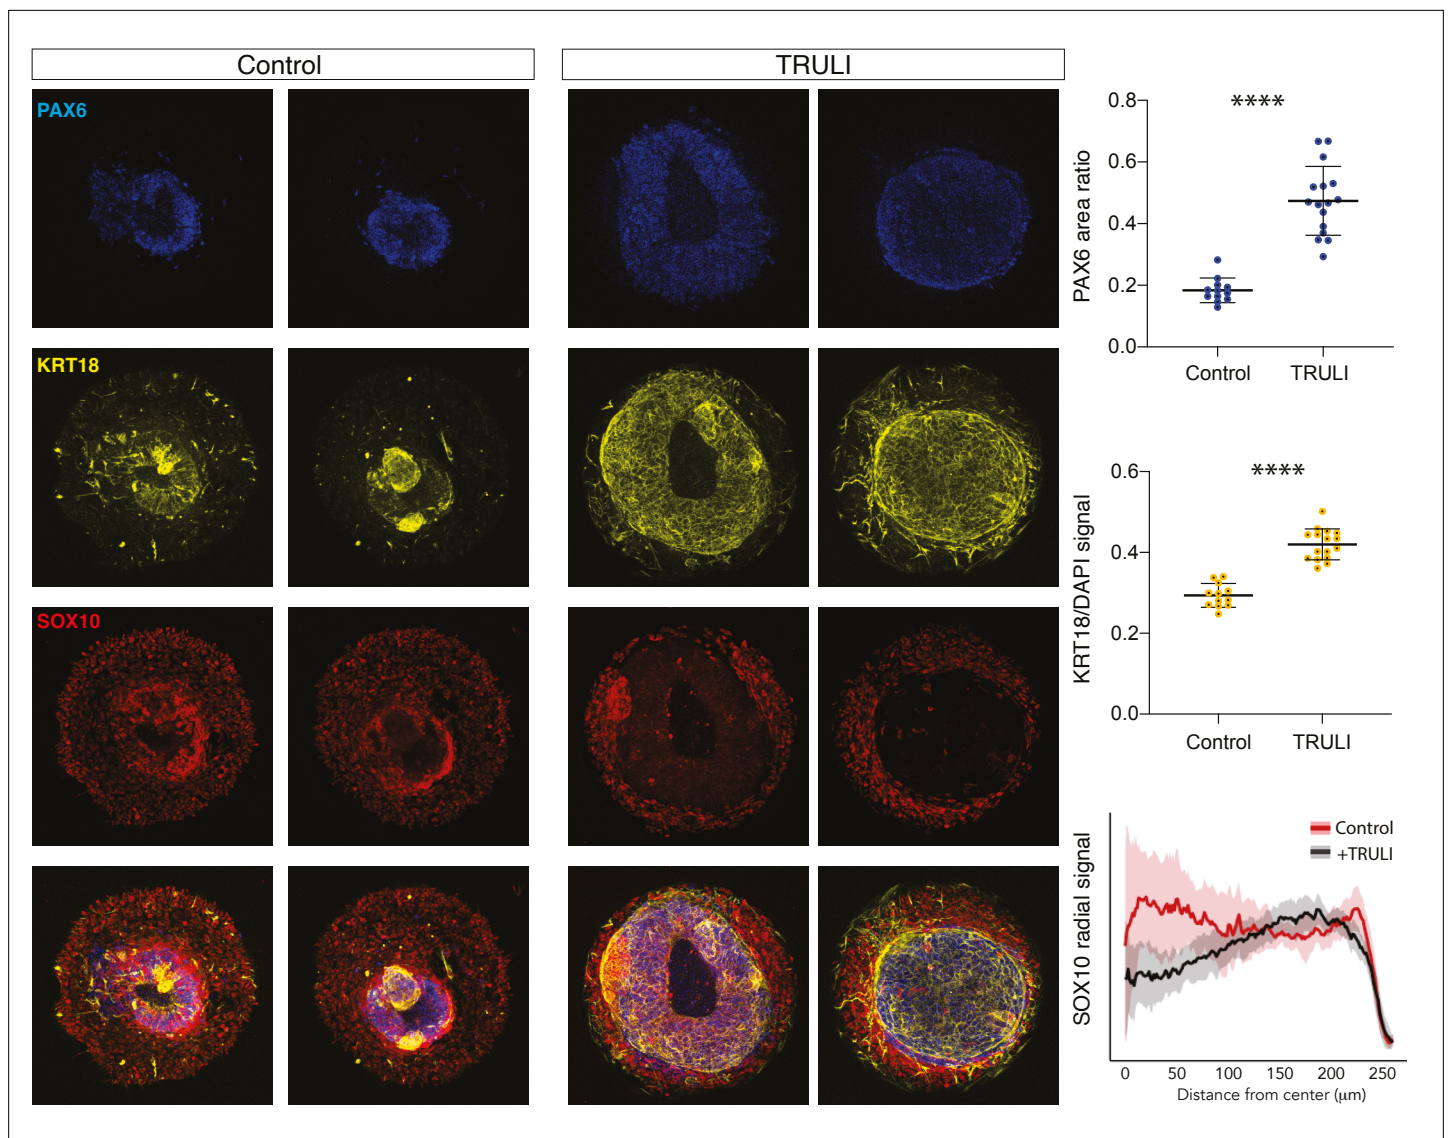 Control
TRULI
PAX6
KRT18
SOX10
****
PAX6 area ratio
0.8
0.6
0.4
0.2
0.0
Control TRULI
****
KRT18/DAPI signal
0.6
0.4
0.2
0.0
Control TRULI
SOX10 radial signal
Control
+TRULI
0 50 100 150 200 250
Distance from center (μm)